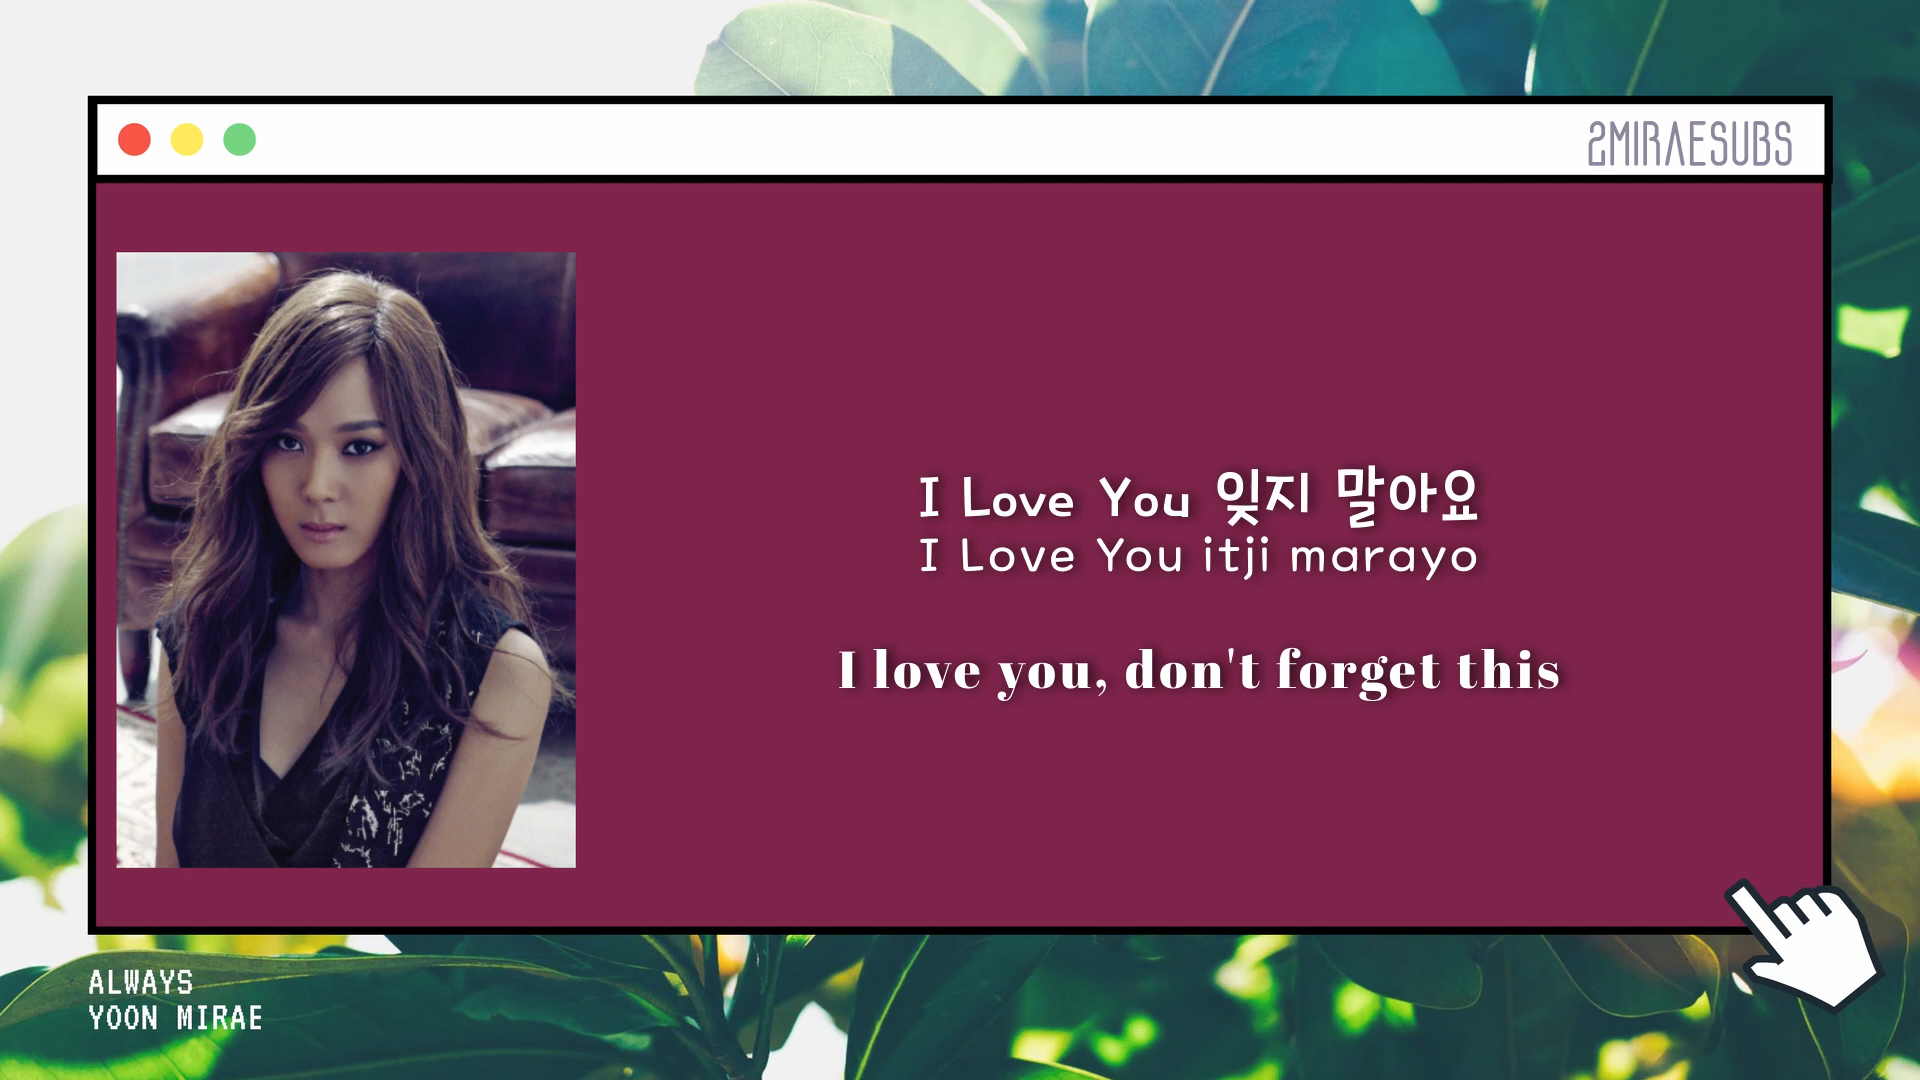 2MIRAESUBS
I Love You 잊지 말아요
I Love You itji marayo
I love you, don't forget this
ALWAYS
YOON MIRAE